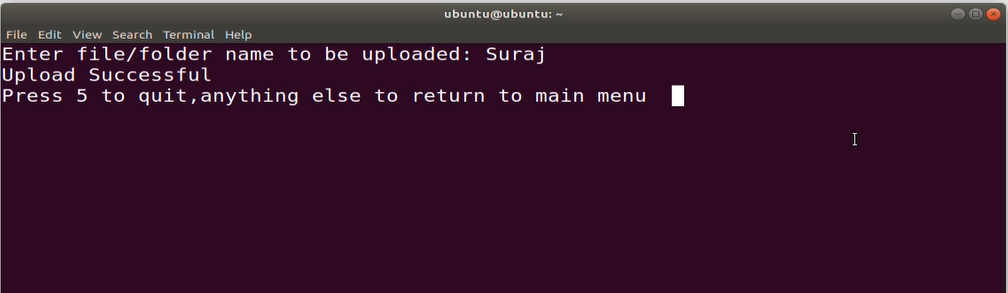 ubuntu@ubuntu: ~
File Edit View Search Terminal Help
Enter file/folder name to be uploaded: Suraj
Upload Successful
Press 5 to quit,anything else to return to main menu